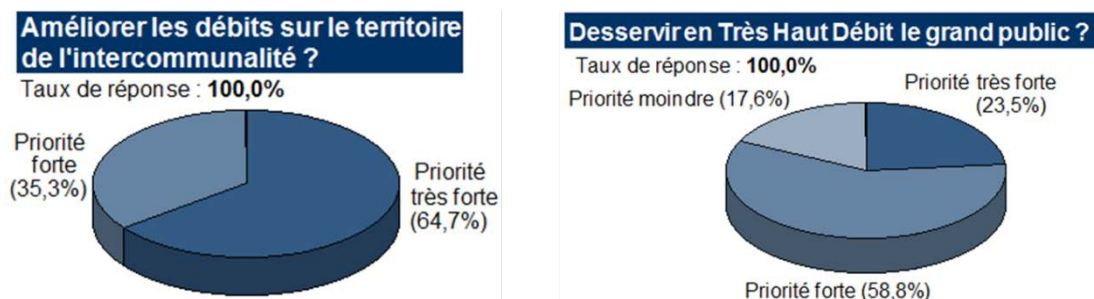 Améliorer les débits sur le territoire
de l'intercommunalité ?
Taux de réponse : 100,0%
Priorité
forte
(35,3%)
Priorité
très forte
(64,7%)
Desservir en Très Haut Débit le grand public ?
Taux de réponse : 100,0%
Priorité moindre (17,6%)
Priorité très forte
(23,5%)
Priorité forte (58,8%)